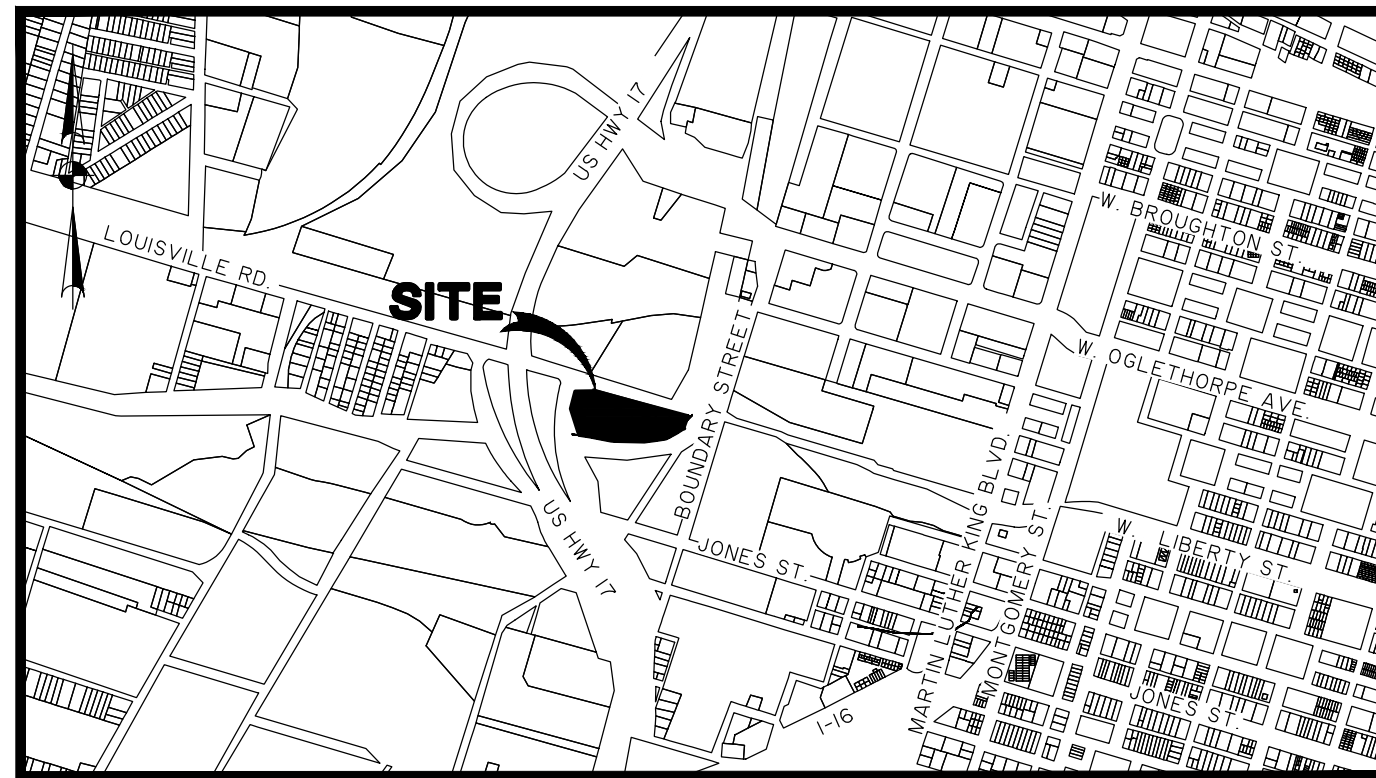 US HWY 17
W. BROUGHTON ST.
LOUISVILLE RD.
SITE
BOUNDARY STREET
W. OGLETHORPE AVE.
MARTIN LUTHER KING BLVD.
MONTGOMERY ST.
W. LIBERTY ST.
US HWY 17
JONES ST.
JONES ST.
I-16